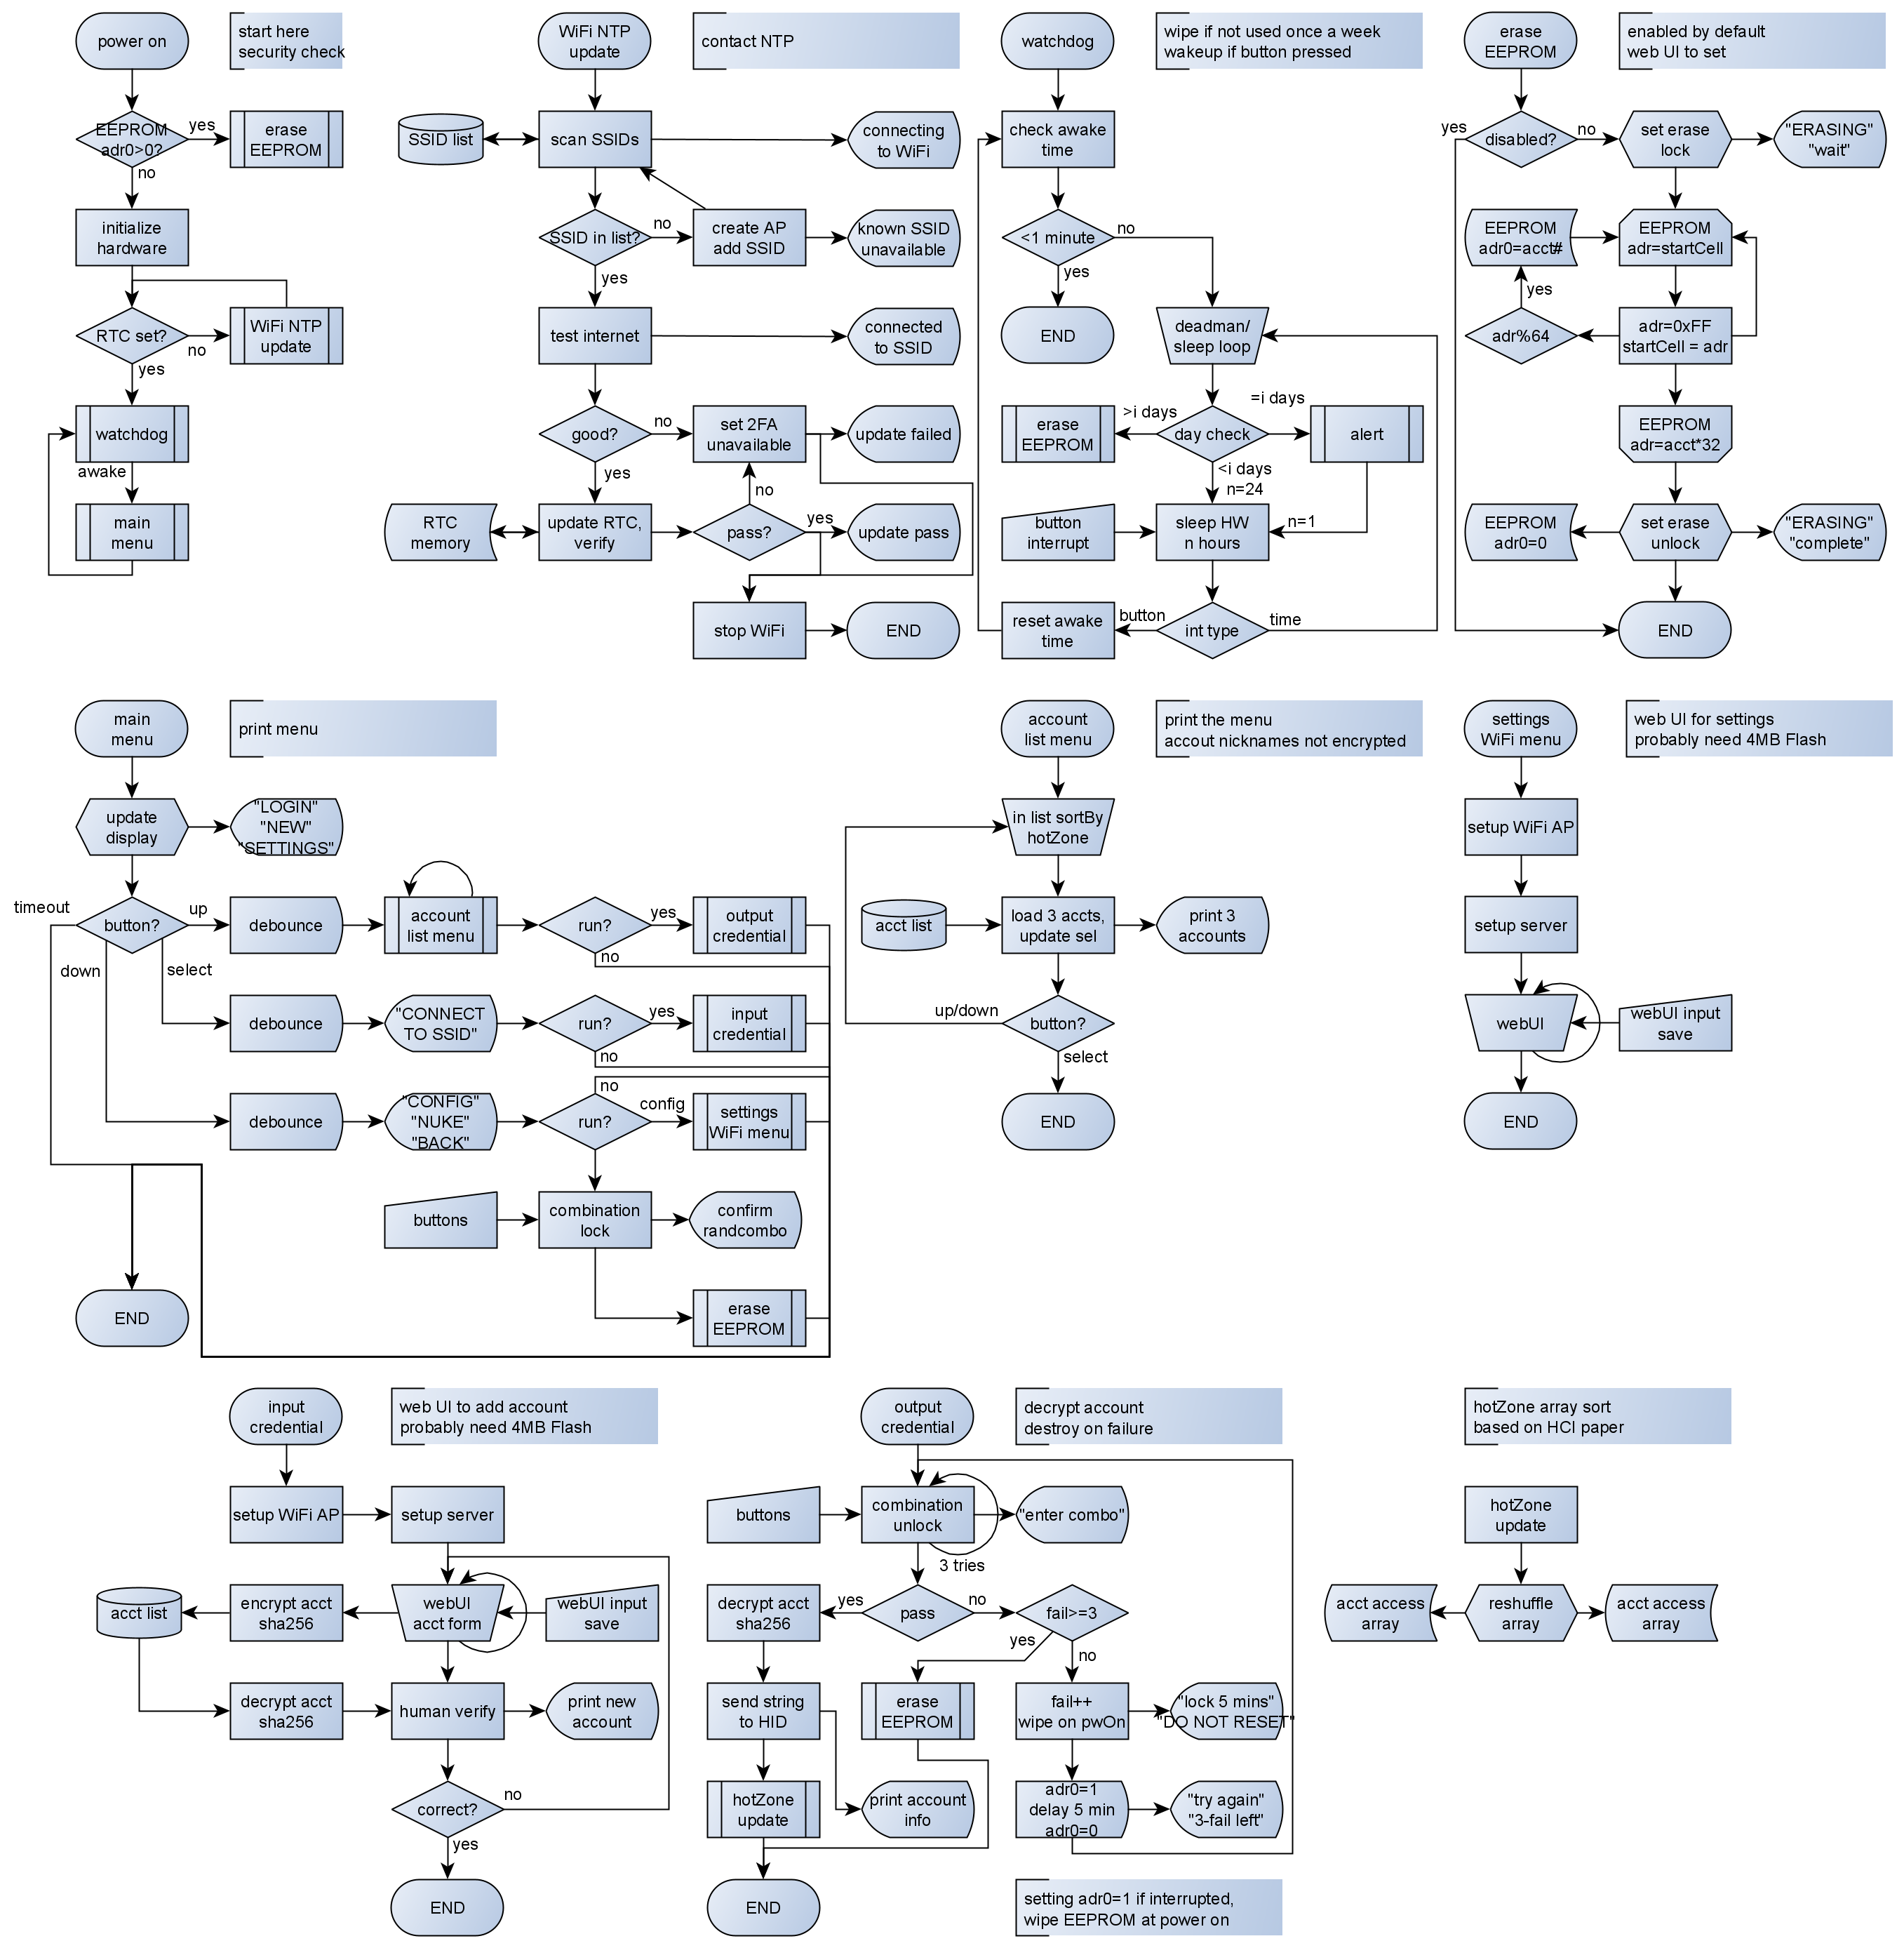 power on
start here
security check
EEPROM
adr0>0?
yes
erase
EEPROM
no
initialize
hardware
RTC set?
no
WiFi NTP
update
yes
watchdog
awake
main
menu
WiFi NTP
update
contact NTP
SSID list
scan SSIDs
connecting
to WiFi
SSID in list?
no
create AP
add SSID
known SSID
unavailable
yes
test internet
connected
to SSID
good?
no
set 2FA
unavailable
update failed
yes
no
RTC
memory
update RTC,
verify
pass?
yes
update pass
stop WiFi
END
watchdog
wipe if not used once a week
wakeup if button pressed
check awake
time
<1 minute
no
yes
END
deadman/
sleep loop
erase
EEPROM
>i days
day check
=i days
alert
<i days
n=24
button
interrupt
sleep HW
n hours
n=1
reset awake
time
button
int type
time
erase
EEPROM
enabled by default
web UI to set
yes
disabled?
no
set erase
lock
"ERASING"
"wait"
EEPROM
adr0=acct#
EEPROM
adr=startCell
yes
adr%64
adr=0xFF
startCell = adr
EEPROM
adr=acct*32
EEPROM
adr0=0
set erase
unlock
"ERASING"
"complete"
END
main
menu
print menu
update
display
"LOGIN"
"NEW"
"SETTINGS"
timeout
button?
up
debounce
account
list menu
run?
yes
output
credential
no
down
select
debounce
"CONNECT
TO SSID"
run?
yes
input
credential
no
no
debounce
"CONFIG"
"NUKE"
"BACK"
run?
config
settings
WiFi menu
buttons
combination
lock
confirm
randcombo
END
erase
EEPROM
account
list menu
print the menu
accout nicknames not encrypted
in list sortBy
hotZone
acct list
load 3 accts,
update sel
print 3
accounts
up/down
button?
select
END
settings
WiFi menu
web UI for settings
probably need 4MB Flash
setup WiFi AP
setup server
webUI
webUI input
save
END
input
credential
web UI to add account
probably need 4MB Flash
setup WiFi AP
setup server
acct list
encrypt acct
sha256
webUI
acct form
webUI input
save
decrypt acct
sha256
human verify
print new
account
correct?
no
yes
END
output
credential
decrypt account
destroy on failure
buttons
combination
unlock
"enter combo"
3 tries
decrypt acct
sha256
yes
pass
no
fail>=3
yes
no
send string
to HID
erase
EEPROM
fail++
wipe on pwOn
"lock 5 mins"
"DO NOT RESET"
hotZone
update
print account
info
adr0=1
delay 5 min
adr0=0
"try again"
"3-fail left"
END
setting adr0=1 if interrupted,
wipe EEPROM at power on
hotZone array sort
based on HCI paper
hotZone
update
acct access
array
reshuffle
array
acct access
array